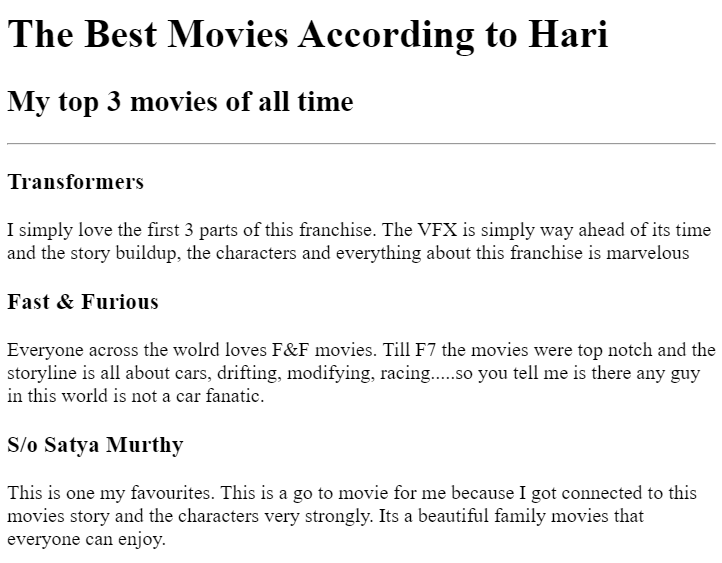 The Best Movies According to Hari
My top 3 movies of all time
Transformers
I simply love the first 3 parts of this franchise. The VFX is simply way ahead of its time
and the story buildup, the characters and everything about this franchise is marvelous
Fast & Furious
Everyone across the wolrd loves F&F movies. Till F7 the movies were top notch and the
storyline is all about cars, drifting, modifying, racing.....so you tell me is there any guy
in this world is not a car fanatic.
S/o Satya Murthy
This is one my favourites. This is a go to movie for me because I got connected to this
movies story and the characters very strongly. Its a beautiful family movies that
everyone can enjoy.